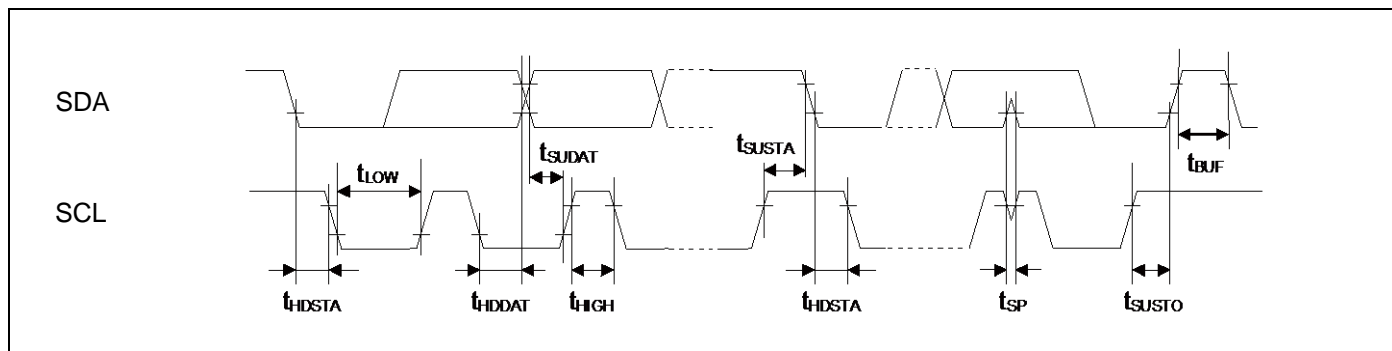 SDA
tSUDAT
tSUSTA
tBUF
tLOW
SCL
tHDSTA
tHDDAT
tHIGH
tHDSTA
tSP
tSUSTO